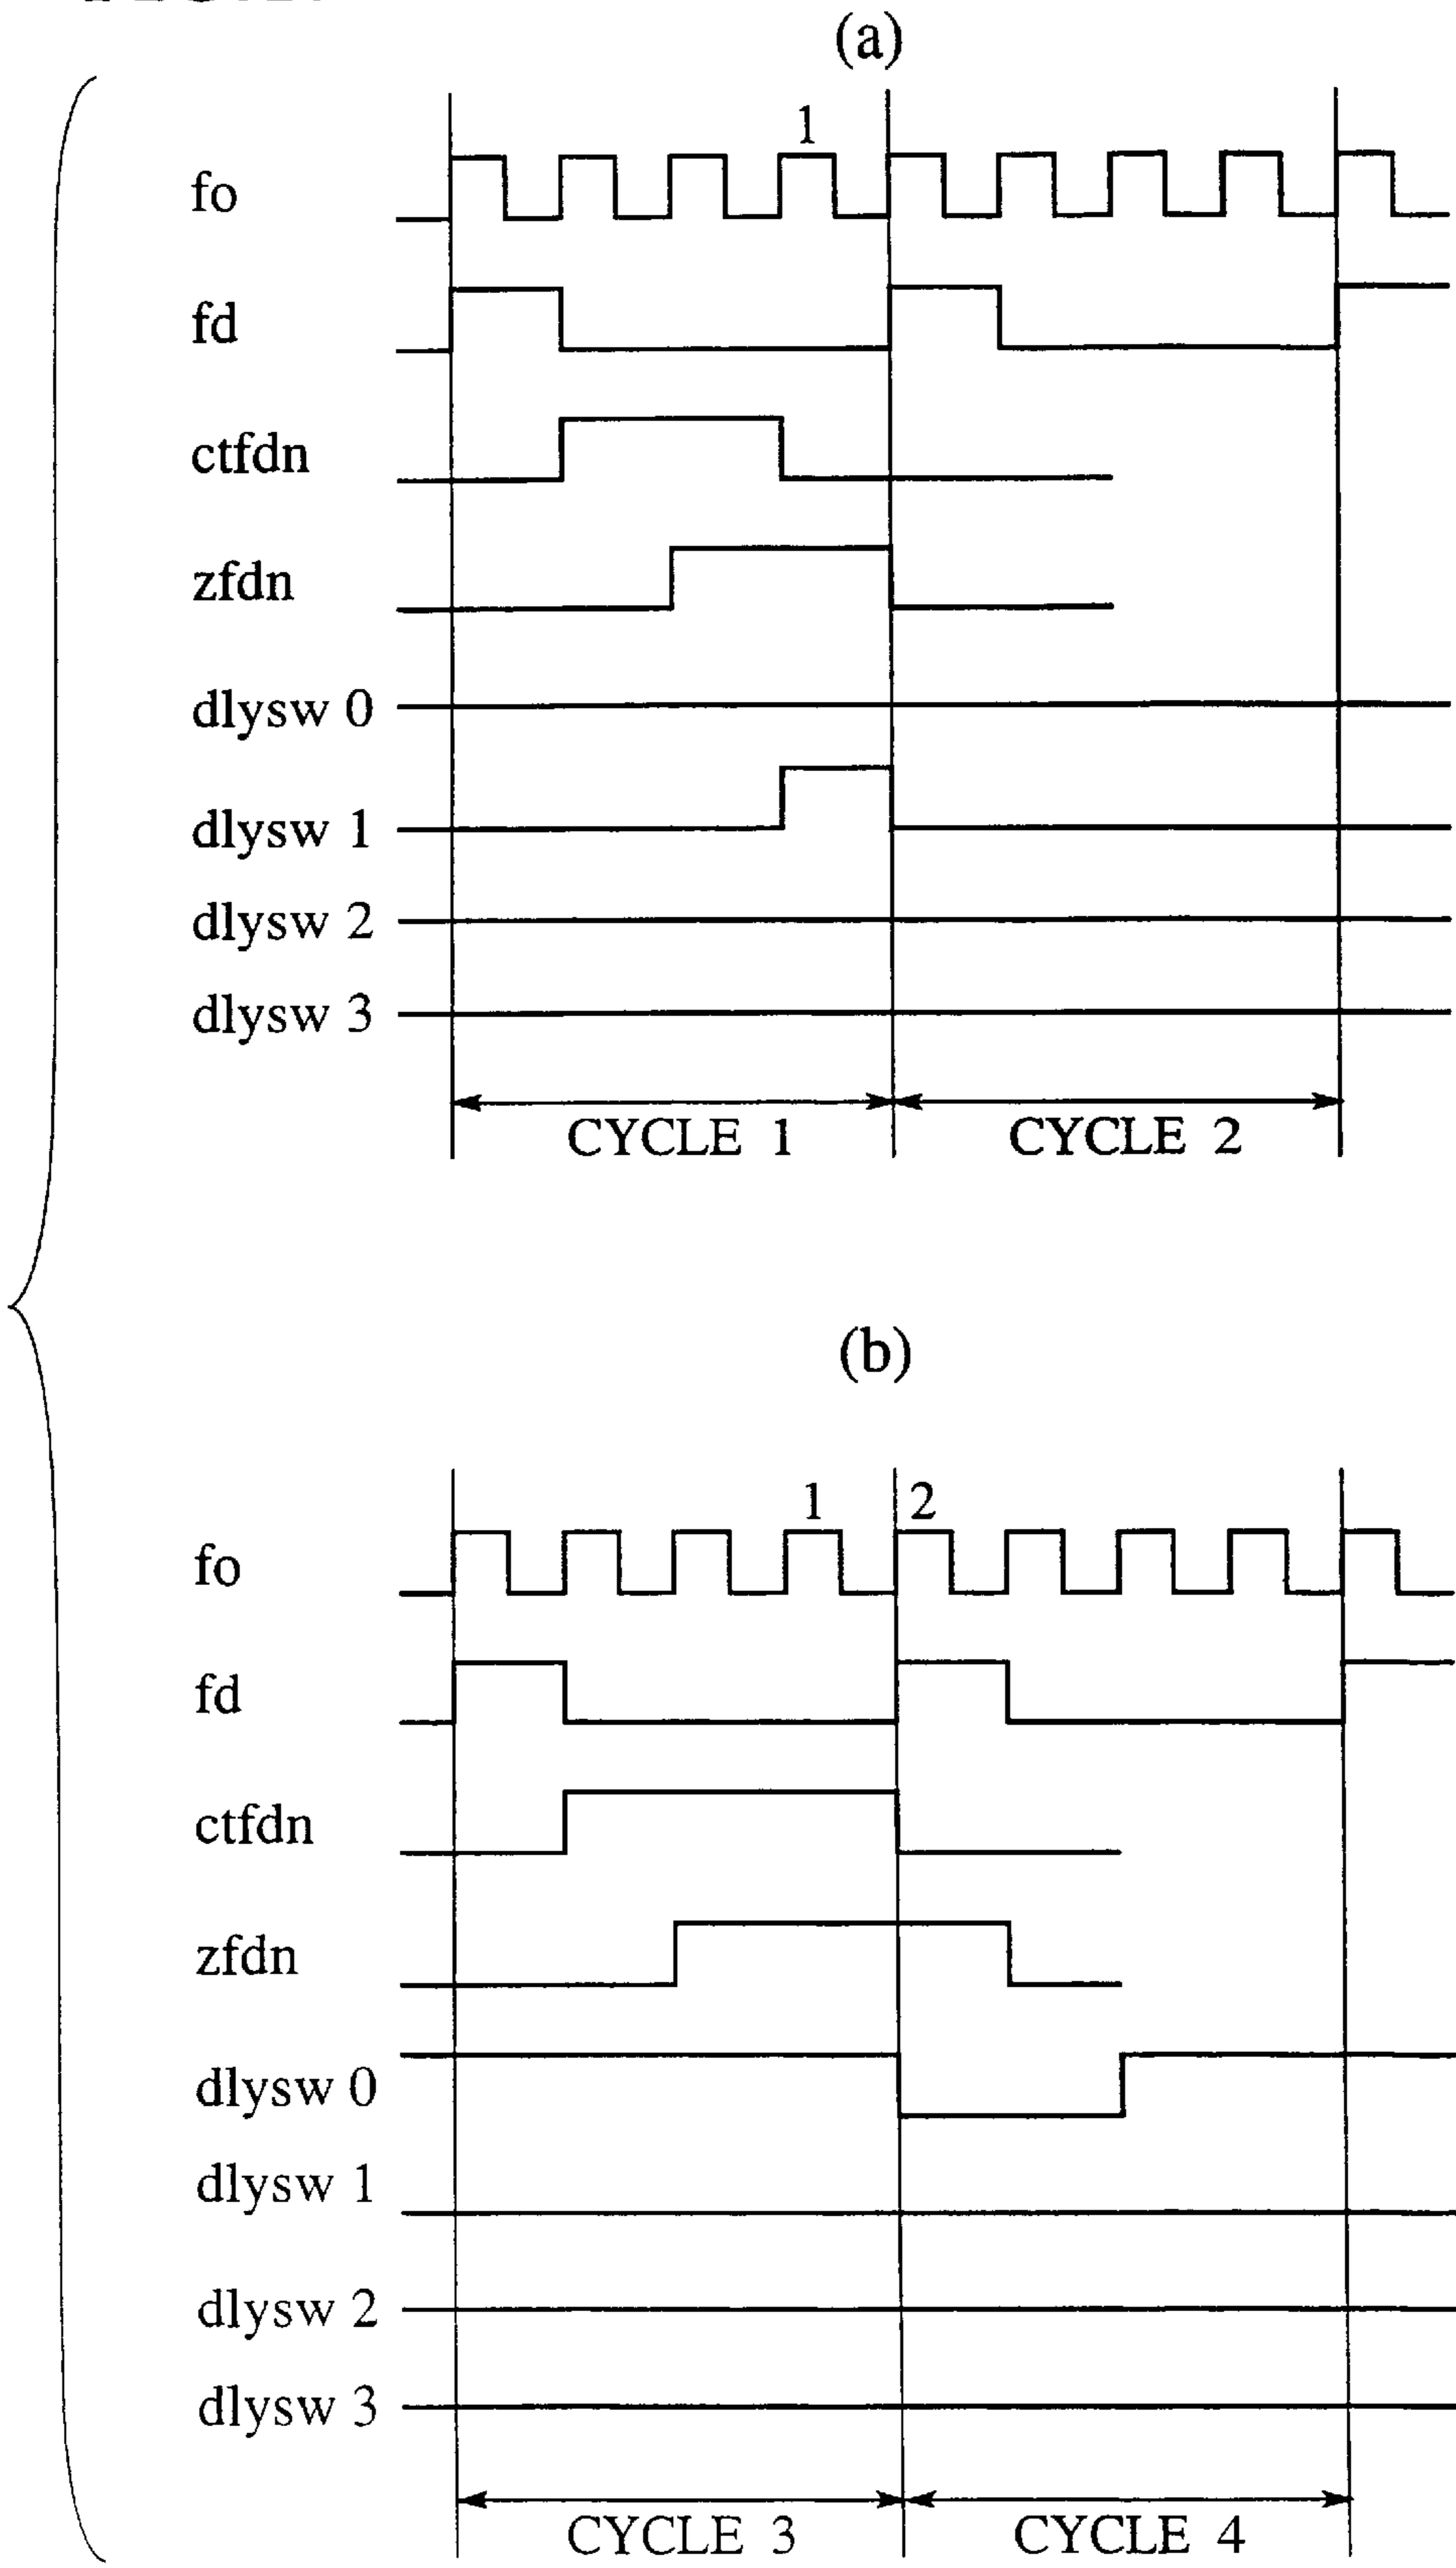 (a)
1
fo
fd
ctfdn
zfdn
dlysw 0
dlysw 1
dlysw 2
dlysw 3
CYCLE 1 CYCLE 2
(b)
1 2
fo
fd
ctfdn
zfdn
dlysw 0
dlysw 1
dlysw 2
dlysw 3
CYCLE 3 CYCLE 4